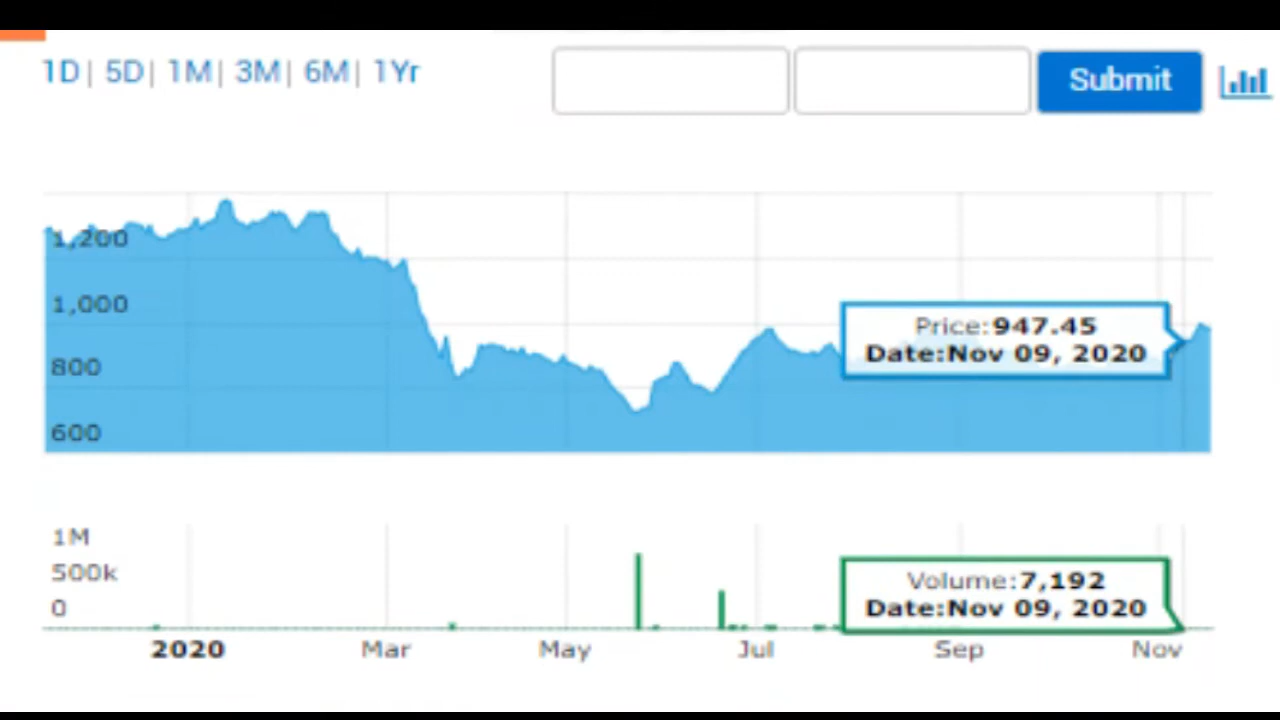 1D| 5D| 1M| 3M| 6M| 1Yr
Submit
1,200
1,000
800
600
Price:947.45
Date:Nov 09, 2020
1M
500k
0
Volume:7,192
Date:Nov 09, 2020
2020 Mar May Jul Sep Nov